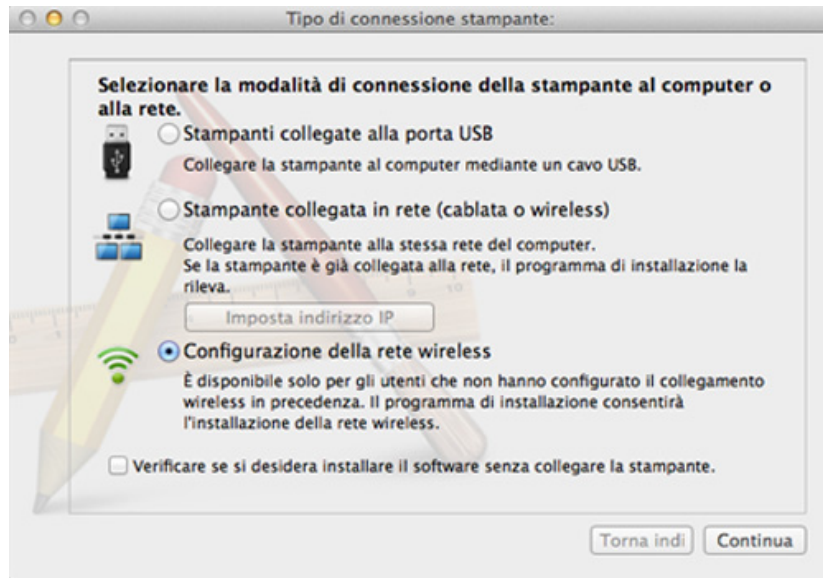 Tipo di connessione stampante:
Selezionare la modalità di connessione della stampante al computer o
alla rete.
Stampanti collegate alla porta USB
Collegare la stampante al computer mediante un cavo USB.
Stampante collegata in rete (cablata o wireless)
Collegare la stampante alla stessa rete del computer.
Se la stampante è già collegata alla rete, il programma di installazione la
rileva.
Imposta indirizzo IP
Configurazione della rete wireless
È disponibile solo per gli utenti che non hanno configurato il collegamento
wireless in precedenza. Il programma di installazione consentirà
l'installazione della rete wireless.
Verificare se si desidera installare il software senza collegare la stampante.
Torna indi
Continua